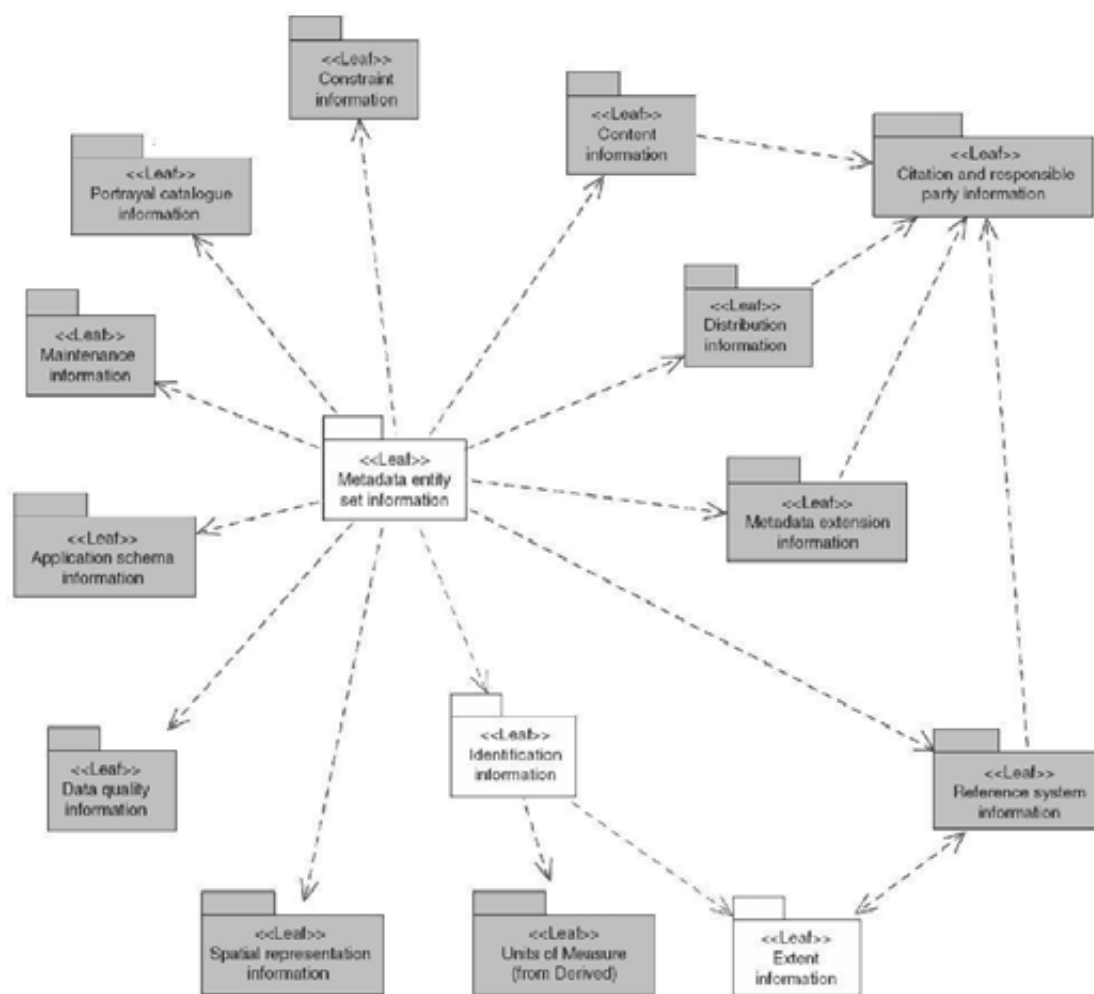 <<Leaf>>
Constraint
information
<<Leaf>>
Content
information
<<Leaf>>
Citation and responsible
party information
<<Leaf>>
Portrayal catalogue
information
<<Leaf>>
Distribution
information
<<Leaf>>
Maintenance
information
<<Leaf>>
Metadata entity
set information
<<Leaf>>
Metadata extension
information
<<Leaf>>
Application schema
information
<<Leaf>>
Identification
information
<<Leaf>>
Data quality
information
<<Leaf>>
Reference system
information
<<Leaf>>
Spatial representation
information
<<Leaf>>
Units of Measure
(from Derived)
<<Leaf>>
Extent
information